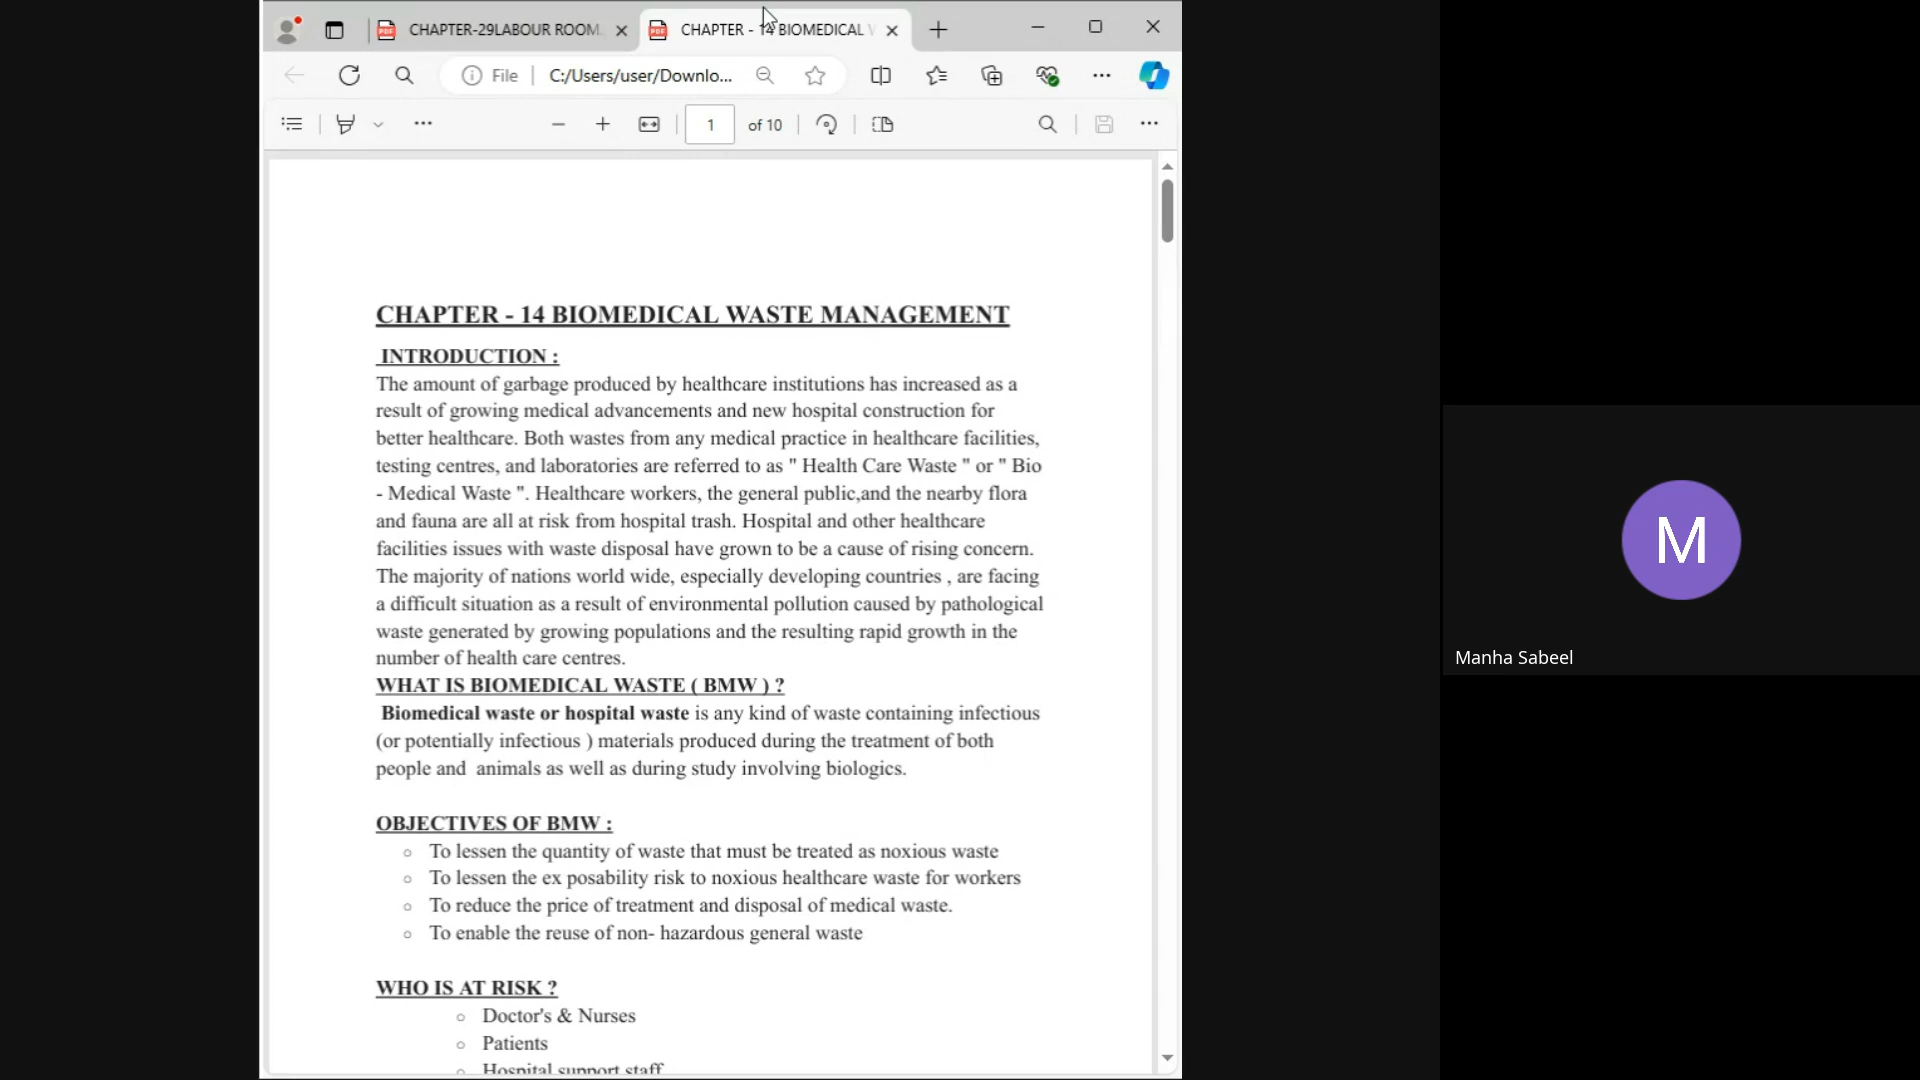 CHAPTER-29LABOUR ROOM.
CHAPTER - 14 BIOMEDICAL W
File
C:/Users/user/Downlo...
1
of 10
CHAPTER - 14 BIOMEDICAL WASTE MANAGEMENT
INTRODUCTION :
The amount of garbage produced by healthcare institutions has increased as a
result of growing medical advancements and new hospital construction for
better healthcare. Both wastes from any medical practice in healthcare facilities,
testing centres, and laboratories are referred to as " Health Care Waste " or " Bio
- Medical Waste ". Healthcare workers, the general public,and the nearby flora
and fauna are all at risk from hospital trash. Hospital and other healthcare
facilities issues with waste disposal have grown to be a cause of rising concern.
The majority of nations world wide, especially developing countries , are facing
a difficult situation as a result of environmental pollution caused by pathological
waste generated by growing populations and the resulting rapid growth in the
number of health care centres.
WHAT IS BIOMEDICAL WASTE ( BMW ) ?
Biomedical waste or hospital waste is any kind of waste containing infectious
(or potentially infectious ) materials produced during the treatment of both
people and animals as well as during study involving biologics.
OBJECTIVES OF BMW :
To lessen the quantity of waste that must be treated as noxious waste
To lessen the ex posability risk to noxious healthcare waste for workers
To reduce the price of treatment and disposal of medical waste.
To enable the reuse of non- hazardous general waste
WHO IS AT RISK ?
Doctor's & Nurses
Patients
Hospital support staff
M
Manha Sabeel